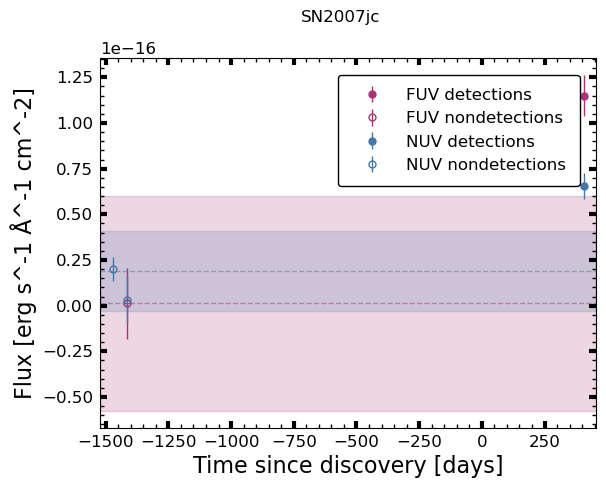 SN2007jc
1e−16
1.25
1.00
0.75
0.50
0.25
0.00
−0.25
−0.50
Flux [erg s^-1 Å^-1 cm^-2]
FUV detections
FUV nondetections
NUV detections
NUV nondetections
−1500 −1250 −1000 −750 −500 −250 0 250
Time since discovery [days]